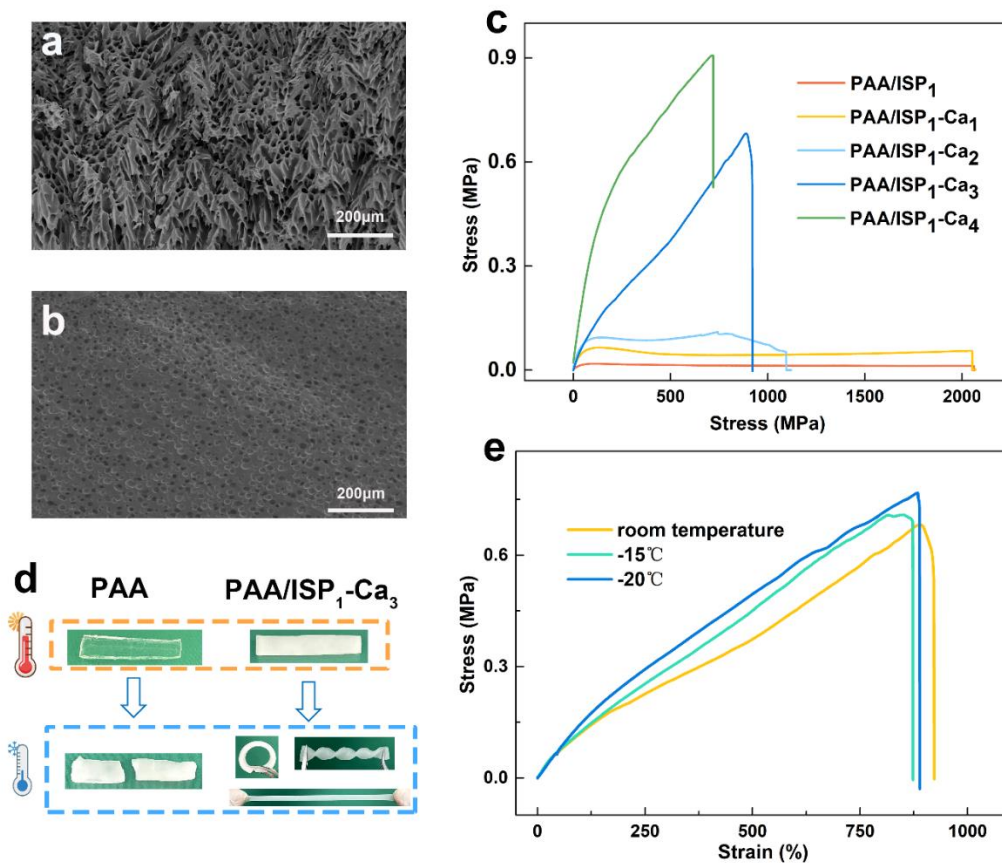 a
200μm
b
200μm
c
0.9
0.6
0.3
0.0
Stress (MPa)
PAA/ISP₁
PAA/ISP₁-Ca₁
PAA/ISP₁-Ca₂
PAA/ISP₁-Ca₃
PAA/ISP₁-Ca₄
0 500 1000 1500 2000
Stress (MPa)
d
PAA PAA/ISP₁-Ca₃
e
room temperature
-15℃
-20℃
0.6
0.3
0.0
Stress (MPa)
0 250 500 750 1000
Strain (%)